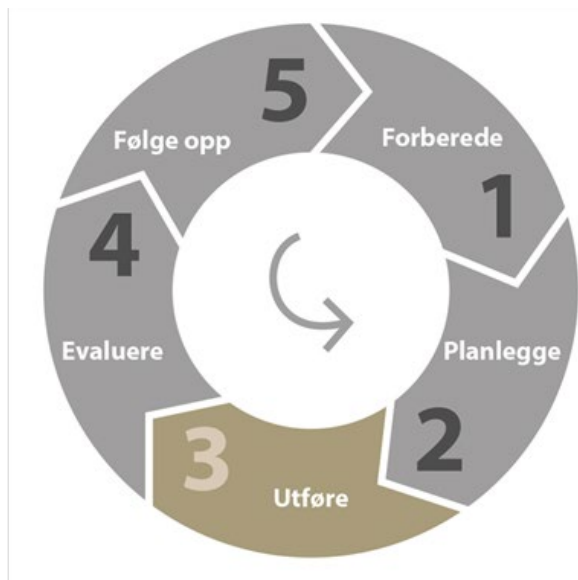 Forberede
1
Planlegge
2
Utføre
3
Evaluere
4
Følge opp
5